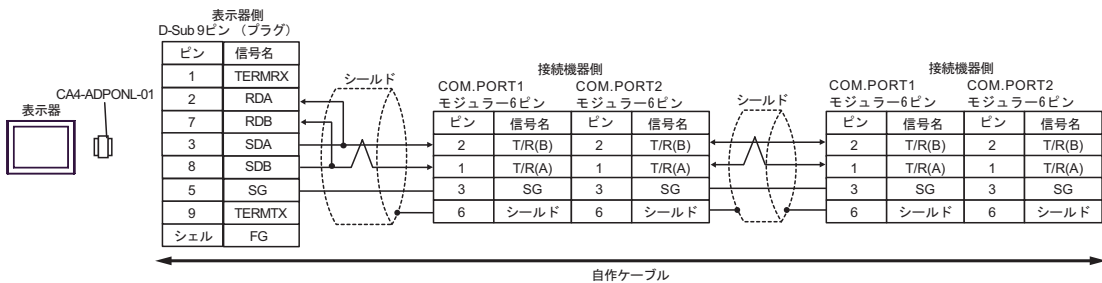 表示器
CA4-ADPONL-01
表示器側
D-Sub 9ピン （プラグ）
ピン 信号名
1 TERMRX
2 RDA
7 RDB
3 SDA
8 SDB
5 SG
9 TERMTX
シェル FG
シールド
接続機器側
COM.PORT1 COM.PORT2
モジュラー6ピン モジュラー6ピン
ピン 信号名 ピン 信号名
2 T/R(B) 2 T/R(B)
1 T/R(A) 1 T/R(A)
3 SG 3 SG
6 シールド 6 シールド
シールド
接続機器側
COM.PORT1 COM.PORT2
モジュラー6ピン モジュラー6ピン
ピン 信号名 ピン 信号名
2 T/R(B) 2 T/R(B)
1 T/R(A) 1 T/R(A)
3 SG 3 SG
6 シールド 6 シールド
自作ケーブル